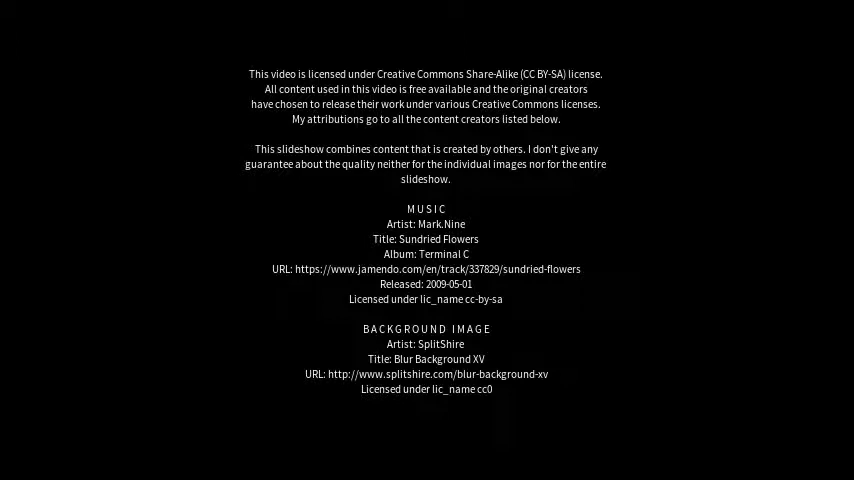 This video is licensed under Creative Commons Share-Alike (CC BY-SA) license.
All content used in this video is free available and the original creators
have chosen to release their work under various Creative Commons licenses.
My attributions go to all the content creators listed below.
This slideshow combines content that is created by others. I don't give any
guarantee about the quality neither for the individual images nor for the entire
slideshow.
MUSIC
Artist: Mark.Nine
Title: Sundried Flowers
Album: Terminal C
URL: https://www.jamendo.com/en/track/337829/sundried-flowers
Released: 2009-05-01
Licensed under lic_name cc-by-sa
BACKGROUND IMAGE
Artist: SplitShire
Title: Blur Background XV
URL: http://www.splitshire.com/blur-background-xv
Licensed under lic_name cc0